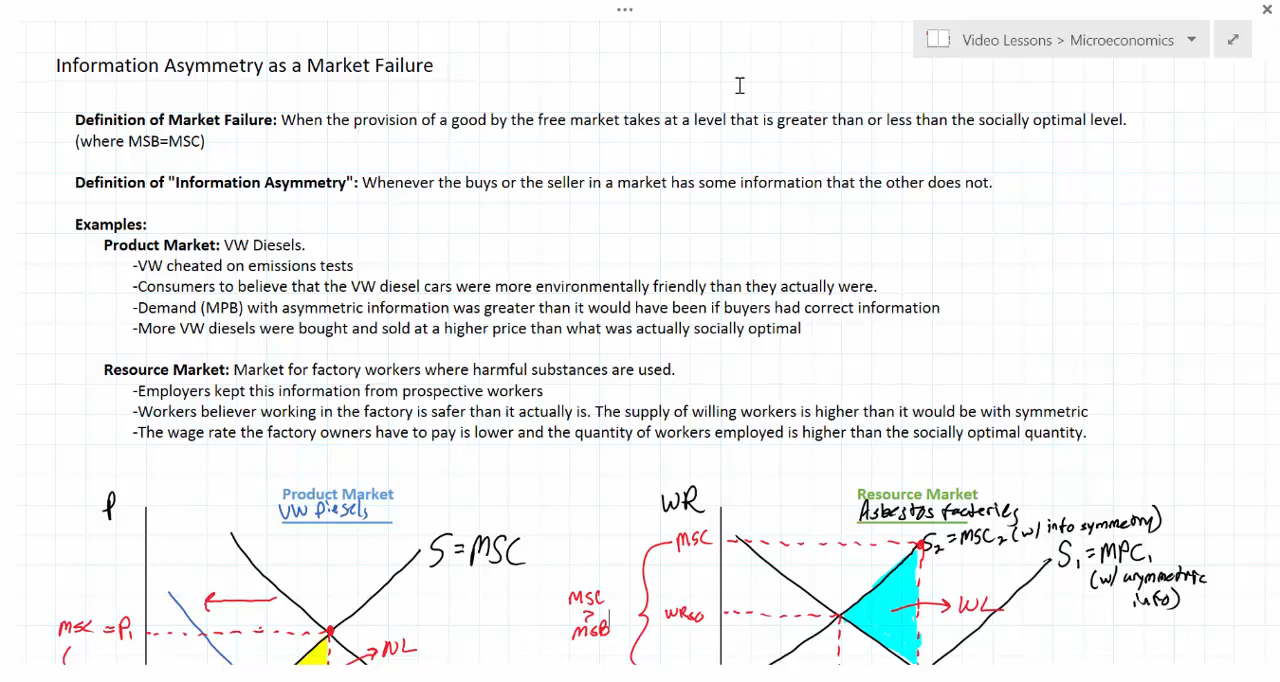 Video Lessons > Microeconomics
Information Asymmetry as a Market Failure
Definition of Market Failure: When the provision of a good by the free market takes at a level that is greater than or less than the socially optimal level.
(where MSB=MSC)
Definition of "Information Asymmetry": Whenever the buys or the seller in a market has some information that the other does not.
Examples:
Product Market: VW Diesels.
-VW cheated on emissions tests
-Consumers to believe that the VW diesel cars were more environmentally friendly than they actually were.
-Demand (MPB) with asymmetric information was greater than it would have been if buyers had correct information
-More VW diesels were bought and sold at a higher price than what was actually socially optimal
Resource Market: Market for factory workers where harmful substances are used.
-Employers kept this information from prospective workers
-Workers believer working in the factory is safer than it actually is. The supply of willing workers is higher than it would be with symmetric
-The wage rate the factory owners have to pay is lower and the quantity of workers employed is higher than the socially optimal quantity.
Product Market
VW Diesels
P
S=MSC
MSC = P₁
WL
Resource Market
Asbestos factories
WR
MSC
S₂=MSC₂ (w/ info symmetry)
S₁=MPC₁
(w/ asymmetric
info)
MSC
>
MSB
WRso
WL